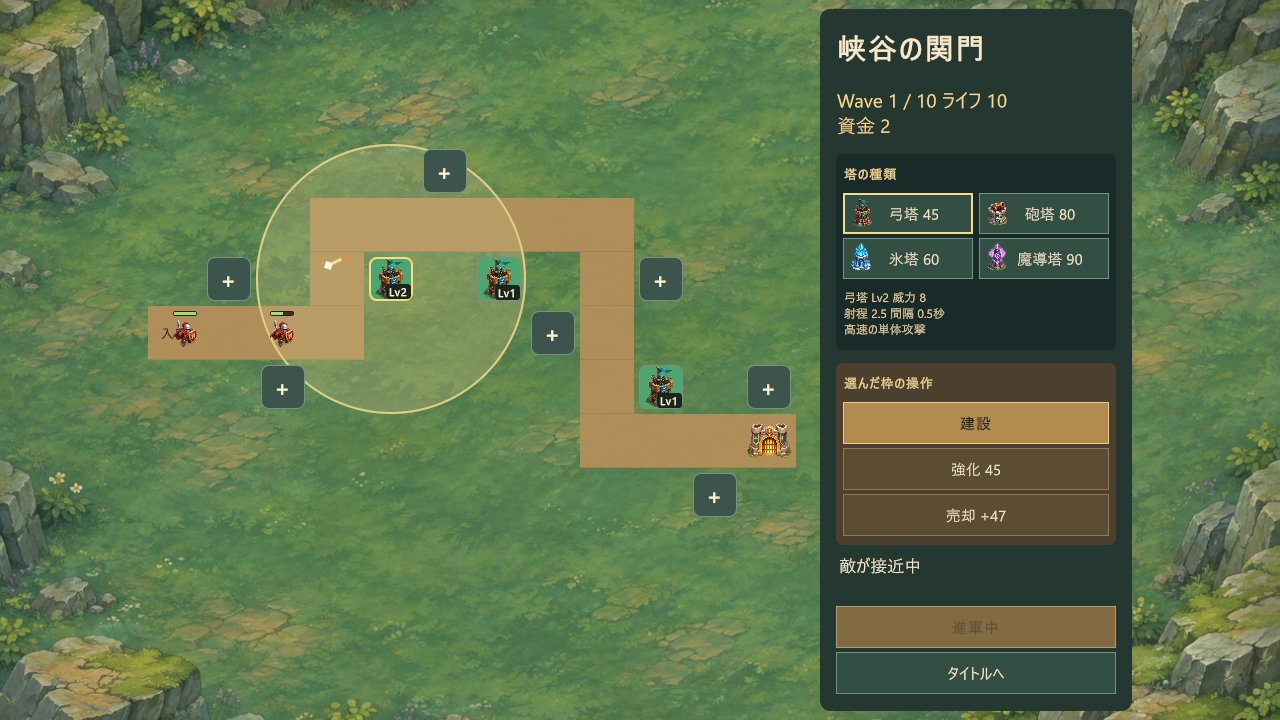 峡谷の関門
Wave 1 / 10 ライフ 10
資金 2
塔の種類
弓塔 45
砲塔 80
氷塔 60
魔導塔 90
弓塔 Lv2 威力 8
射程 2.5 間隔 0.5秒
高速の単体攻撃
選んだ枠の操作
建設
強化 45
売却 +47
敵が接近中
進軍中
タイトルへ
+
+
Lv2
Lv1
+
入
+
+
Lv1
+
+